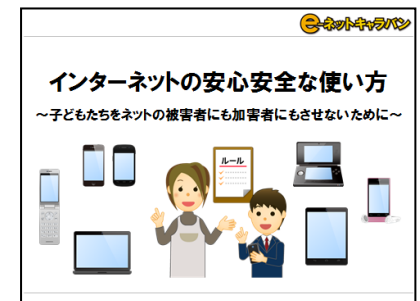 e-ネットキャラバン
インターネットの安心安全な使い方
～子どもたちをネットの被害者にも加害者にもさせないために～
ルール